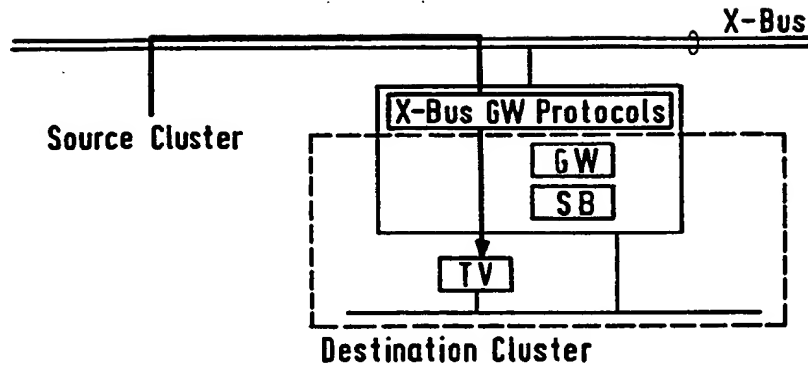 X-Bus
Source Cluster
X-Bus GW Protocols
GW
SB
TV
Destination Cluster